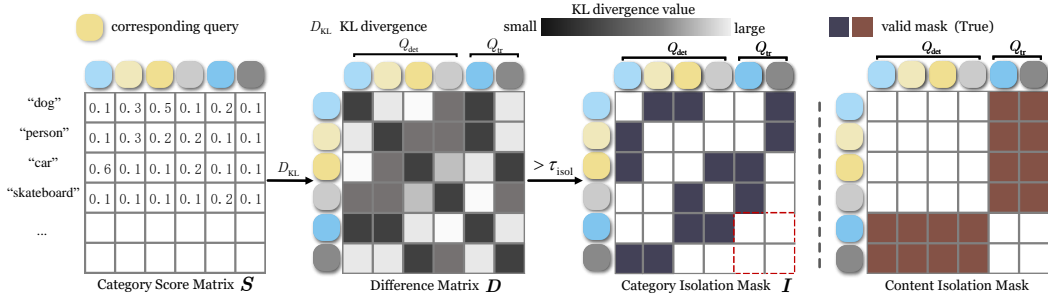 corresponding query
D_KL KL divergence
KL divergence value
small
large
valid mask (True)
Q_det
Q_tr
Q_det
Q_tr
Q_det
Q_tr
"dog"
0.1 0.3 0.5 0.1 0.2 0.1
"person"
0.1 0.3 0.2 0.2 0.1 0.1
"car"
0.6 0.1 0.1 0.2 0.1 0.1
"skateboard"
0.1 0.1 0.1 0.1 0.2 0.1
...
D_KL
> τ_isol
Category Score Matrix S
Difference Matrix D
Category Isolation Mask I
Content Isolation Mask